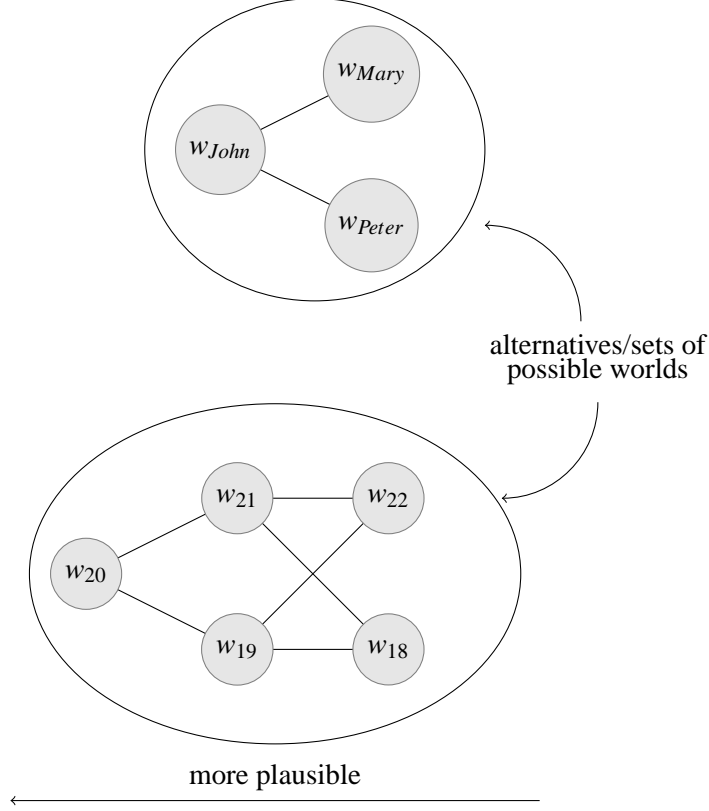 w_Mary
w_John
w_Peter
alternatives/sets of
possible worlds
w_21 w_22
w_20
w_19 w_18
more plausible